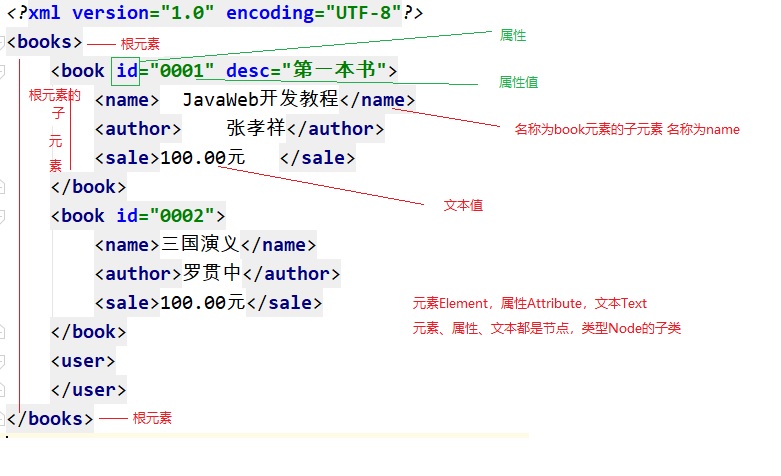 <?xml version="1.0" encoding="UTF-8"?>
<books> 根元素
属性
<book id="0001" desc="第一本书">
属性值
根元素的子元素
<name>  JavaWeb开发教程</name>
<author>    张孝祥</author>
名称为book元素的子元素 名称为name
<sale>100.00元   </sale>
</book>
文本值
<book id="0002">
<name>三国演义</name>
<author>罗贯中</author>
<sale>100.00元</sale>
元素Element，属性Attribute，文本Text
元素、属性、文本都是节点，类型Node的子类
</book>
<user>
</user>
</books> 根元素